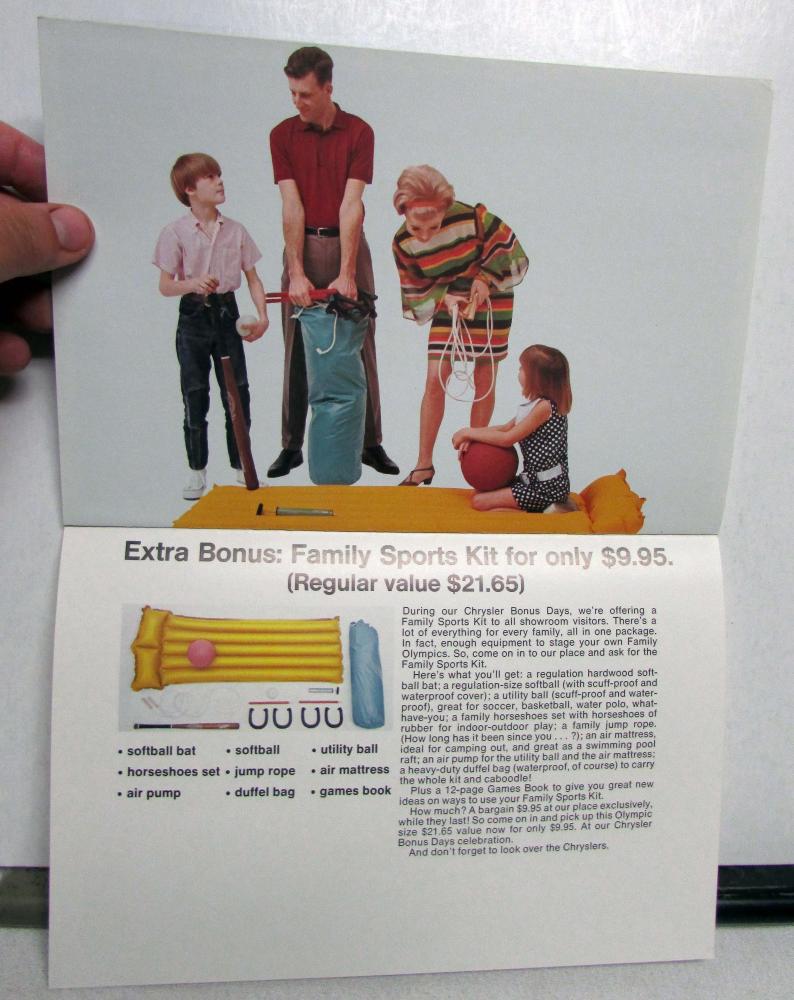 Extra Bonus: Family Sports Kit for only $9.95.
(Regular value $21.65)
• softball bat • softball • utility ball
• horseshoes set • jump rope • air mattress
• air pump • duffel bag • games book
During our Chrysler Bonus Days, we're offering a
Family Sports Kit to all showroom visitors. There's a
lot of everything for every family, all in one package.
In fact, enough equipment to stage your own Family
Olympics. So, come on in to our place and ask for the
Family Sports Kit.
Here's what you'll get: a regulation hardwood soft-
ball bat; a regulation-size softball (with scuff-proof and
waterproof cover); a utility ball (scuff-proof and water-
proof), great for soccer, basketball, water polo, what-
have-you; a family horseshoes set with horseshoes of
rubber for indoor-outdoor play; a family jump rope.
(How long has it been since you . . . ?); an air mattress,
ideal for camping out, and great as a swimming pool
raft; an air pump for the utility ball and the air mattress;
a heavy-duty duffel bag (waterproof, of course) to carry
the whole kit and caboodle!
Plus a 12-page Games Book to give you great new
ideas on ways to use your Family Sports Kit.
How much? A bargain $9.95 at our place exclusively,
while they last! So come on in and pick up this Olympic
size $21.65 value now for only $9.95. At our Chrysler
Bonus Days celebration.
And don't forget to look over the Chryslers.